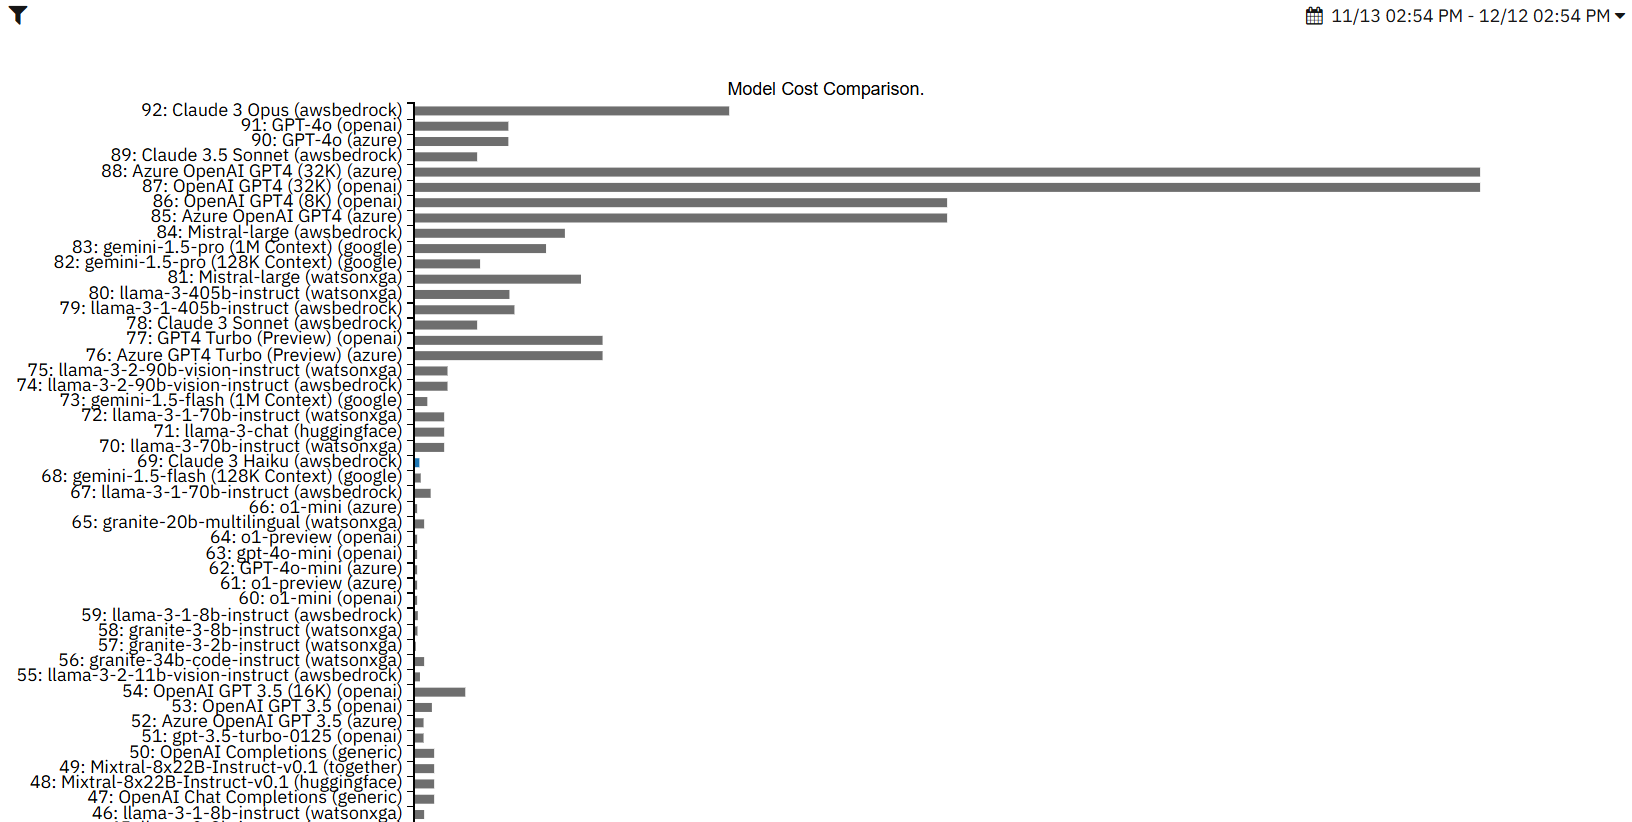 11/13 02:54 PM - 12/12 02:54 PM
Model Cost Comparison.
92: Claude 3 Opus (awsbedrock)
91: GPT-4o (openai)
90: GPT-4o (azure)
89: Claude 3.5 Sonnet (awsbedrock)
88: Azure OpenAI GPT4 (32K) (azure)
87: OpenAI GPT4 (32K) (openai)
86: OpenAI GPT4 (8K) (openai)
85: Azure OpenAI GPT4 (azure)
84: Mistral-large (awsbedrock)
83: gemini-1.5-pro (1M Context) (google)
82: gemini-1.5-pro (128K Context) (google)
81: Mistral-large (watsonxga)
80: llama-3-405b-instruct (watsonxga)
79: llama-3-1-405b-instruct (awsbedrock)
78: Claude 3 Sonnet (awsbedrock)
77: GPT4 Turbo (Preview) (openai)
76: Azure GPT4 Turbo (Preview) (azure)
75: llama-3-2-90b-vision-instruct (watsonxga)
74: llama-3-2-90b-vision-instruct (awsbedrock)
73: gemini-1.5-flash (1M Context) (google)
72: llama-3-1-70b-instruct (watsonxga)
71: llama-3-chat (huggingface)
70: llama-3-70b-instruct (watsonxga)
69: Claude 3 Haiku (awsbedrock)
68: gemini-1.5-flash (128K Context) (google)
67: llama-3-1-70b-instruct (awsbedrock)
66: o1-mini (azure)
65: granite-20b-multilingual (watsonxga)
64: o1-preview (openai)
63: gpt-4o-mini (openai)
62: GPT-4o-mini (azure)
61: o1-preview (azure)
60: o1-mini (openai)
59: llama-3-1-8b-instruct (awsbedrock)
58: granite-3-8b-instruct (watsonxga)
57: granite-3-2b-instruct (watsonxga)
56: granite-34b-code-instruct (watsonxga)
55: llama-3-2-11b-vision-instruct (awsbedrock)
54: OpenAI GPT 3.5 (16K) (openai)
53: OpenAI GPT 3.5 (openai)
52: Azure OpenAI GPT 3.5 (azure)
51: gpt-3.5-turbo-0125 (openai)
50: OpenAI Completions (generic)
49: Mixtral-8x22B-Instruct-v0.1 (together)
48: Mixtral-8x22B-Instruct-v0.1 (huggingface)
47: OpenAI Chat Completions (generic)
46: llama-3-1-8b-instruct (watsonxga)